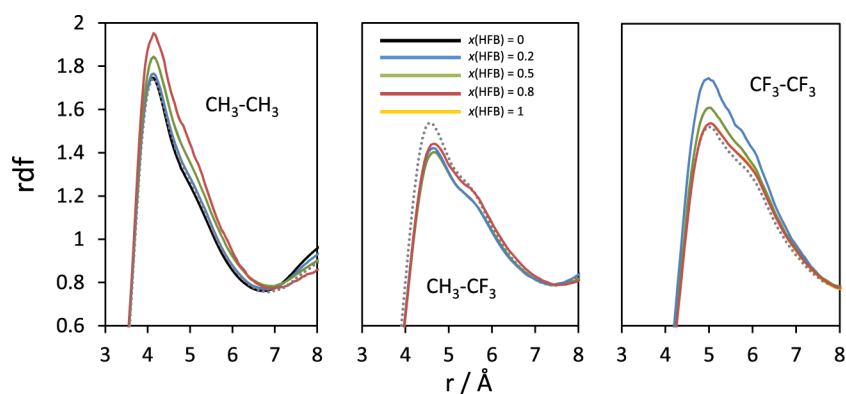 2
1.8
1.6
1.4
1.2
1
0.8
0.6
rdf
CH₃-CH₃
x(HFB) = 0
x(HFB) = 0.2
x(HFB) = 0.5
x(HFB) = 0.8
x(HFB) = 1
CH₃-CF₃
CF₃-CF₃
3 4 5 6 7 8
3 4 5 6 7 8
3 4 5 6 7 8
r / Å